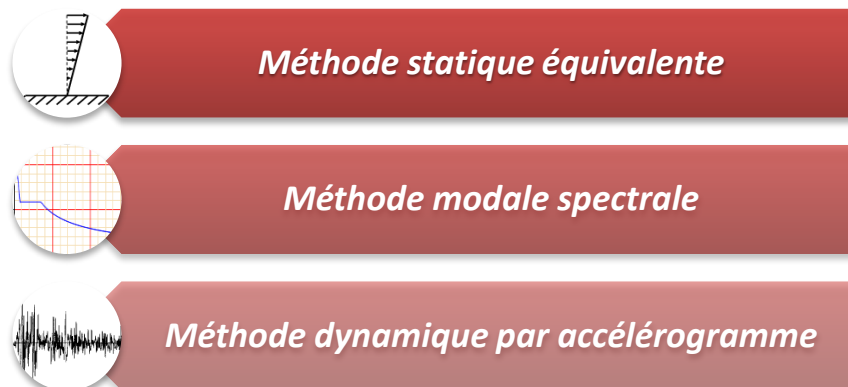 Méthode statique équivalente
Méthode modale spectrale
Méthode dynamique par accélérogramme